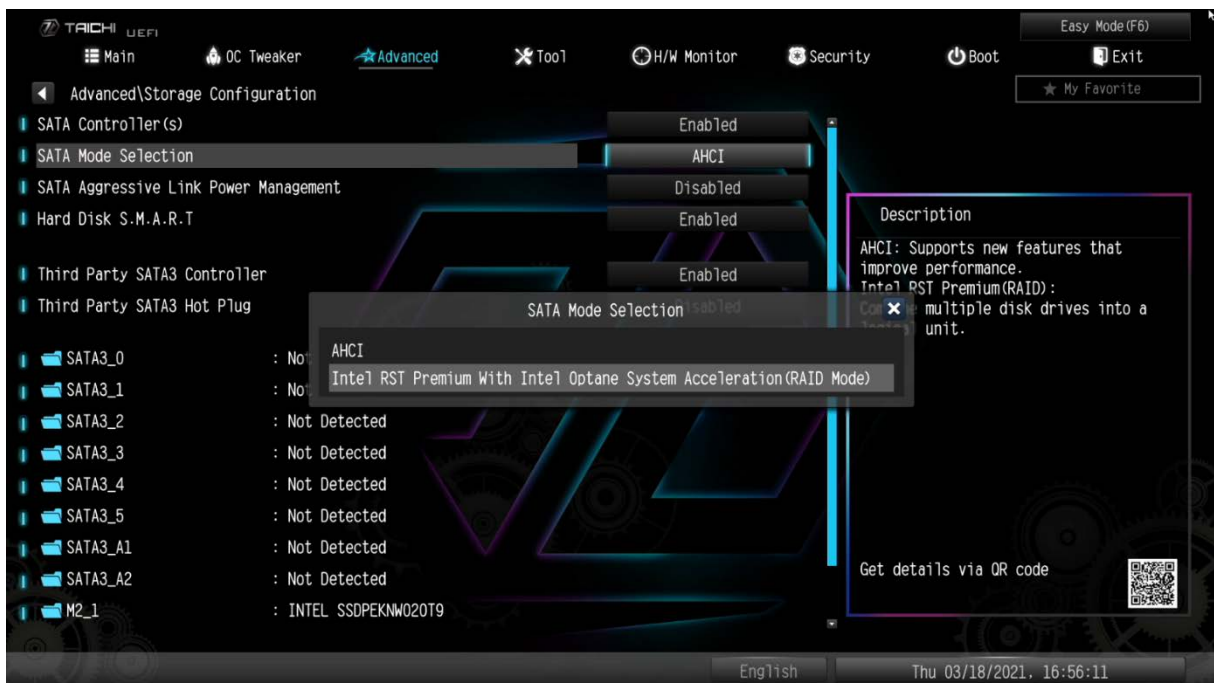 TAICHI UEFI
Easy Mode(F6)
Main OC Tweaker Advanced Tool H/W Monitor Security Boot Exit
Advanced\Storage Configuration
My Favorite
SATA Controller(s) Enabled
SATA Mode Selection AHCI
SATA Aggressive Link Power Management Disabled
Hard Disk S.M.A.R.T Enabled
Third Party SATA3 Controller Enabled
Third Party SATA3 Hot Plug
SATA Mode Selection
AHCI
Intel RST Premium With Intel Optane System Acceleration(RAID Mode)
SATA3_0 :
SATA3_1 :
SATA3_2 : Not Detected
SATA3_3 : Not Detected
SATA3_4 : Not Detected
SATA3_5 : Not Detected
SATA3_A1 : Not Detected
SATA3_A2 : Not Detected
M2_1 : INTEL SSDPEKNW020T9
Description
AHCI: Supports new features that
improve performance.
Intel RST Premium(RAID):
multiple disk drives into a
unit.
Get details via QR code
English
Thu 03/18/2021, 16:56:11